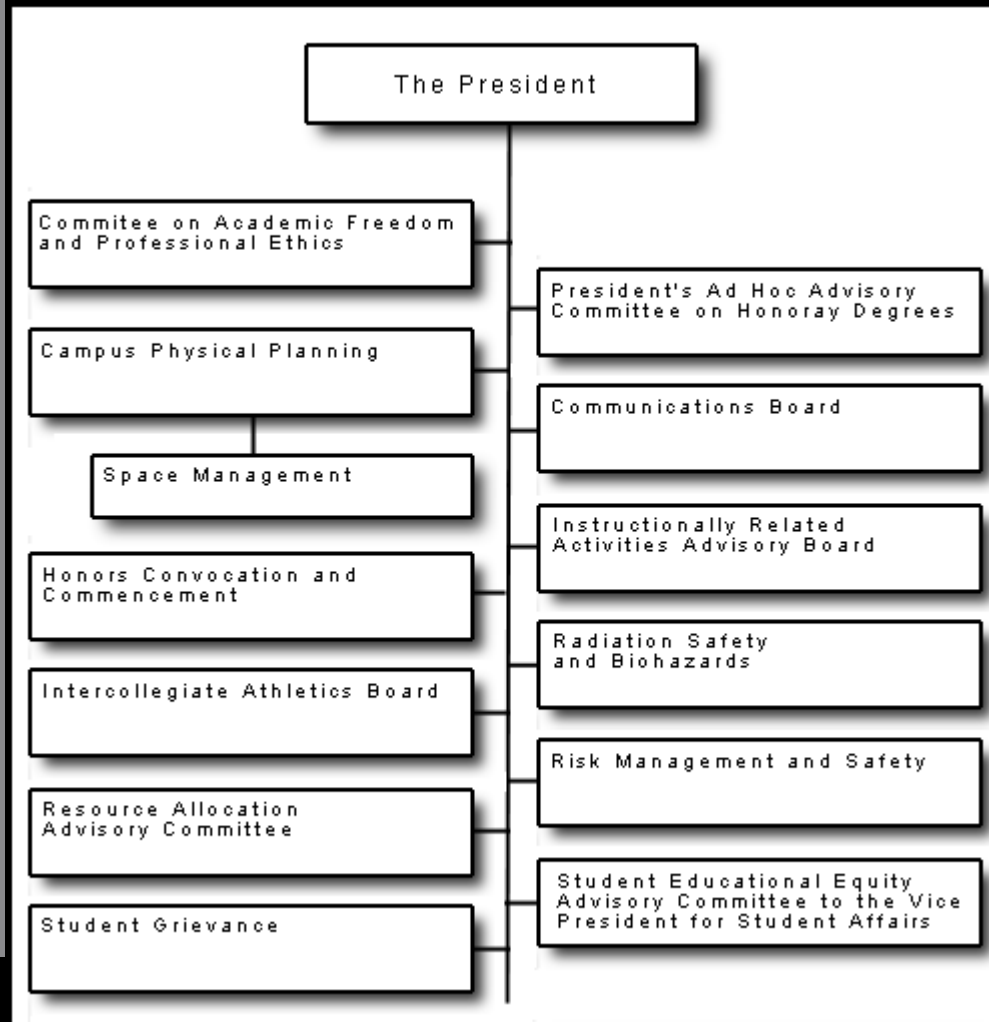 The President
Commitee on Academic Freedom
and Professional Ethics
President's Ad Hoc Advisory
Committee on Honoray Degrees
Campus Physical Planning
Communications Board
Space Management
Instructionally Related
Activities Advisory Board
Honors Convocation and
Commencement
Radiation Safety
and Biohazards
Intercollegiate Athletics Board
Risk Management and Safety
Resource Allocation
Advisory Committee
Student Educational Equity
Advisory Committee to the Vice
President for Student Affairs
Student Grievance